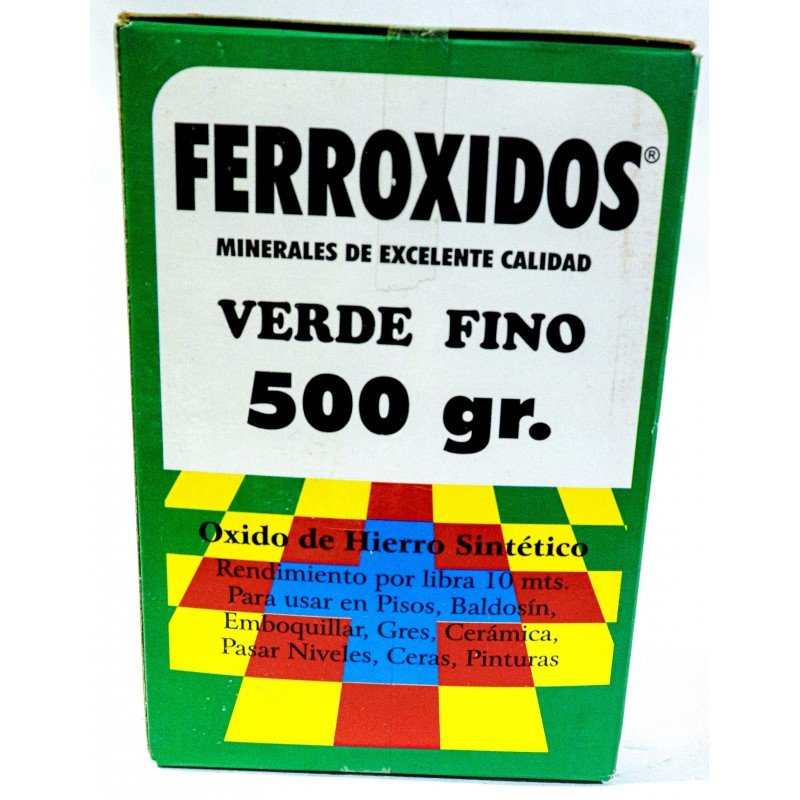 FERROXIDOS®
MINERALES DE EXCELENTE CALIDAD
VERDE FINO
500 gr.
Oxido de Hierro Sintético
Rendimiento por libra 10 mts.
Para usar en Pisos, Baldosín,
Emboquillar, Gres, Cerámica,
Pasar Niveles, Ceras, Pinturas